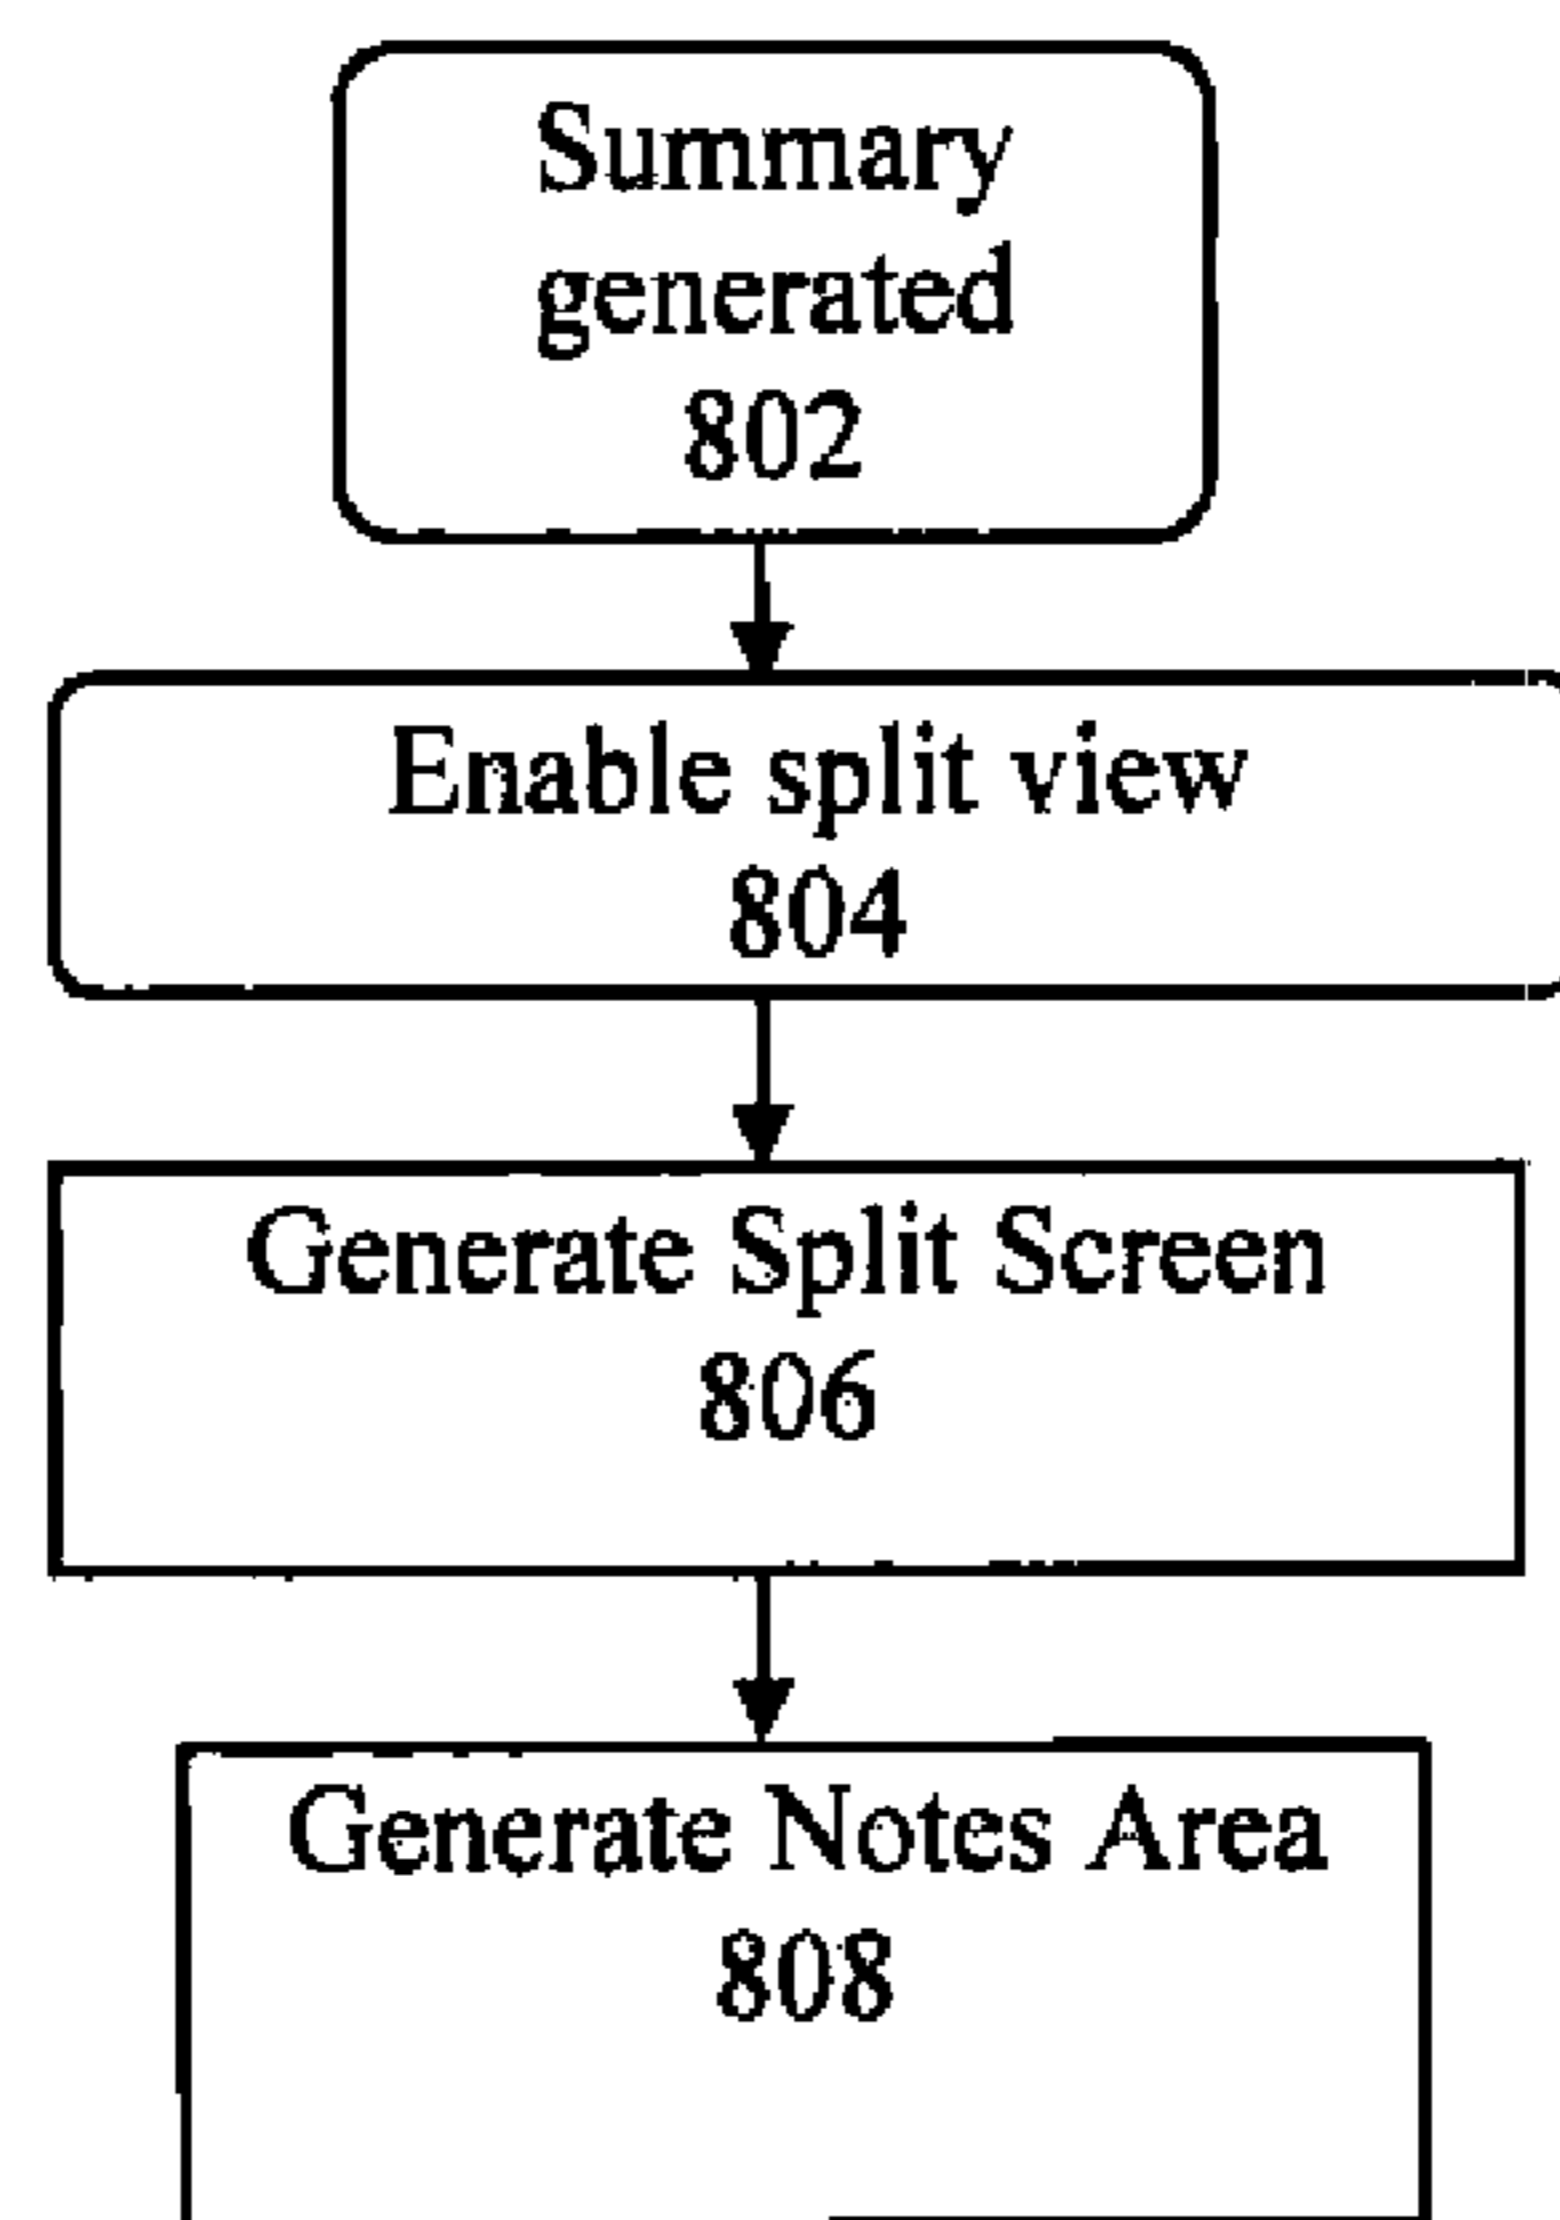 Summary
generated
802
Enable split view
804
Generate Split Screen
806
Generate Notes Area
808